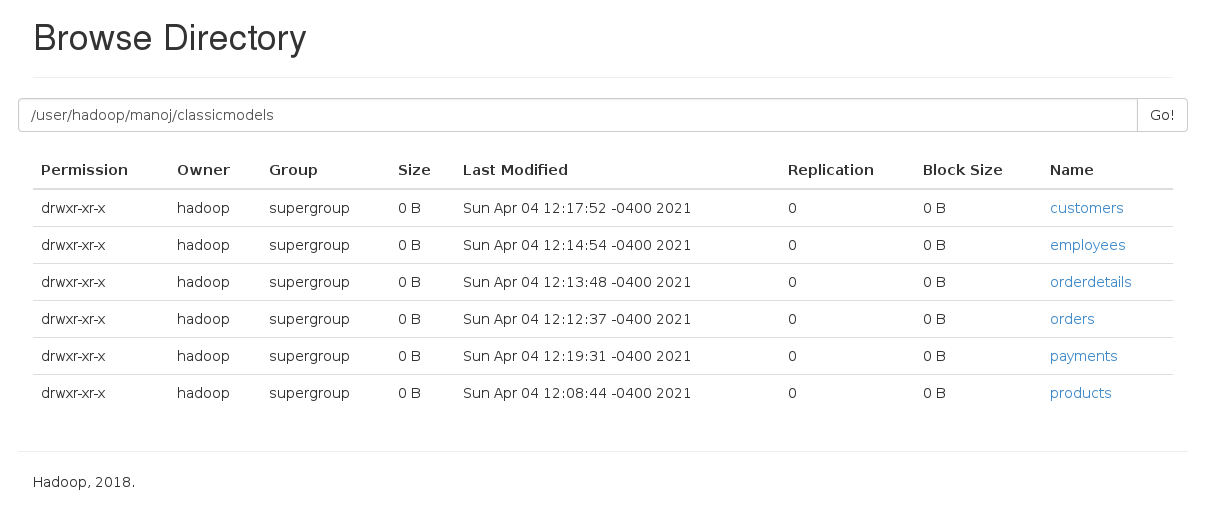 Browse Directory
/user/hadoop/manoj/classicmodels Go!
Permission Owner Group Size Last Modified Replication Block Size Name
drwxr-xr-x hadoop supergroup 0 B Sun Apr 04 12:17:52 -0400 2021 0 0 B customers
drwxr-xr-x hadoop supergroup 0 B Sun Apr 04 12:14:54 -0400 2021 0 0 B employees
drwxr-xr-x hadoop supergroup 0 B Sun Apr 04 12:13:48 -0400 2021 0 0 B orderdetails
drwxr-xr-x hadoop supergroup 0 B Sun Apr 04 12:12:37 -0400 2021 0 0 B orders
drwxr-xr-x hadoop supergroup 0 B Sun Apr 04 12:19:31 -0400 2021 0 0 B payments
drwxr-xr-x hadoop supergroup 0 B Sun Apr 04 12:08:44 -0400 2021 0 0 B products
Hadoop, 2018.